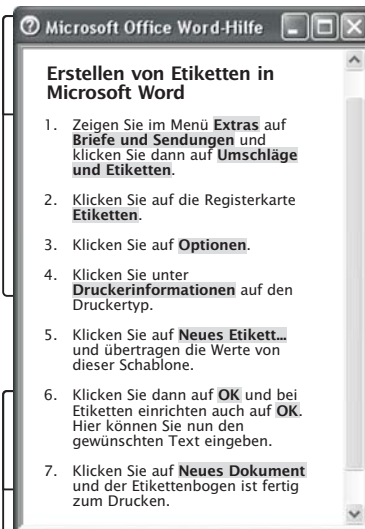 Microsoft Office Word-Hilfe
Erstellen von Etiketten in
Microsoft Word
1. Zeigen Sie im Menü Extras auf
Briefe und Sendungen und
klicken Sie dann auf Umschläge
und Etiketten.
2. Klicken Sie auf die Registerkarte
Etiketten.
3. Klicken Sie auf Optionen.
4. Klicken Sie unter
Druckerinformationen auf den
Druckertyp.
5. Klicken Sie auf Neues Etikett...
und übertragen die Werte von
dieser Schablone.
6. Klicken Sie dann auf OK und bei
Etiketten einrichten auch auf OK.
Hier können Sie nun den
gewünschten Text eingeben.
7. Klicken Sie auf Neues Dokument
und der Etikettenbogen ist fertig
zum Drucken.